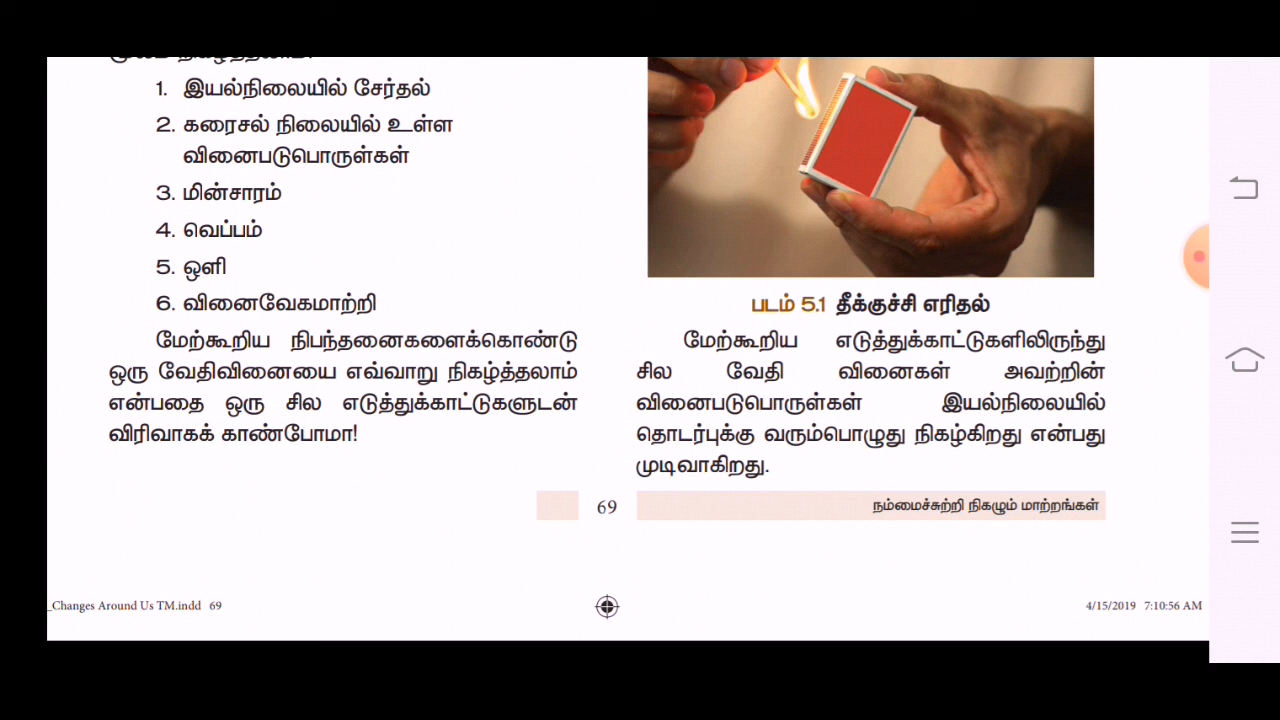 1. இயல்நிலையில் சேர்தல்
2. கரைசல் நிலையில் உள்ள
வினைபடுபொருள்கள்
3. மின்சாரம்
4. வெப்பம்
5. ஒளி
6. வினைவேகமாற்றி
மேற்கூறிய நிபந்தனைகளைக்கொண்டு
ஒரு வேதிவினையை எவ்வாறு நிகழ்த்தலாம்
என்பதை ஒரு சில எடுத்துக்காட்டுகளுடன்
விரிவாகக் காண்போமா!
படம் 5.1 தீக்குச்சி எரிதல்
மேற்கூறிய எடுத்துக்காட்டுகளிலிருந்து
சில வேதி வினைகள் அவற்றின்
வினைபடுபொருள்கள் இயல்நிலையில்
தொடர்புக்கு வரும்பொழுது நிகழ்கிறது என்பது
முடிவாகிறது.
69
நம்மைச்சுற்றி நிகழும் மாற்றங்கள்
_Changes Around Us TM.indd 69
4/15/2019 7:10:56 AM